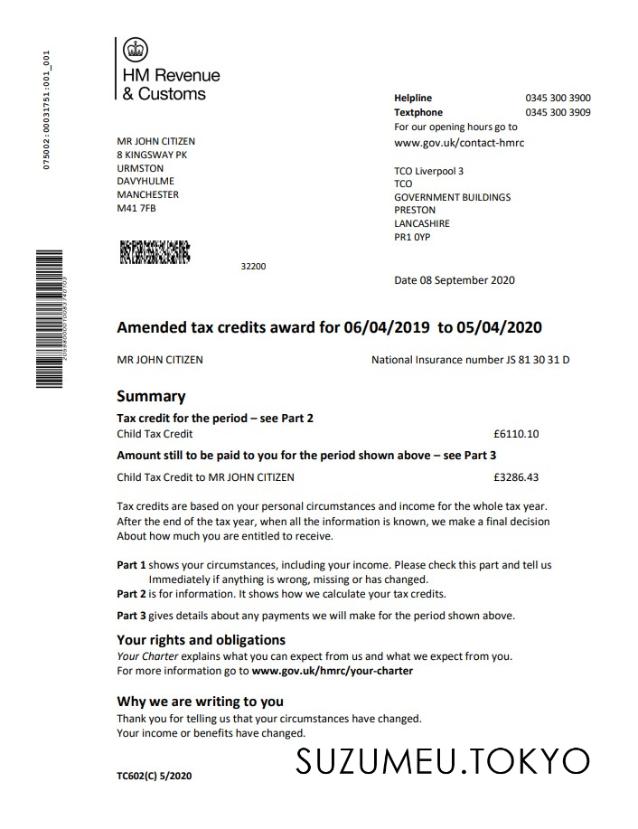 075002:00031751:001_001
HM Revenue
& Customs
Helpline 0345 300 3900
Textphone 0345 300 3909
For our opening hours go to
www.gov.uk/contact-hmrc
MR JOHN CITIZEN
8 KINGSWAY PK
URMSTON
DAVYHULME
MANCHESTER
M41 7FB
TCO Liverpool 3
TCO
GOVERNMENT BUILDINGS
PRESTON
LANCASHIRE
PR1 0YP
32200
Date 08 September 2020
Amended tax credits award for 06/04/2019 to 05/04/2020
MR JOHN CITIZEN National Insurance number JS 81 30 31 D
Summary
Tax credit for the period – see Part 2
Child Tax Credit £6110.10
Amount still to be paid to you for the period shown above – see Part 3
Child Tax Credit to MR JOHN CITIZEN £3286.43
Tax credits are based on your personal circumstances and income for the whole tax year.
After the end of the tax year, when all the information is known, we make a final decision
About how much you are entitled to receive.
Part 1 shows your circumstances, including your income. Please check this part and tell us
Immediately if anything is wrong, missing or has changed.
Part 2 is for information. It shows how we calculate your tax credits.
Part 3 gives details about any payments we will make for the period shown above.
Your rights and obligations
Your Charter explains what you can expect from us and what we expect from you.
For more information go to www.gov.uk/hmrc/your-charter
Why we are writing to you
Thank you for telling us that your circumstances have changed.
Your income or benefits have changed.
SUZUMEU.TOKYO
TC602(C) 5/2020